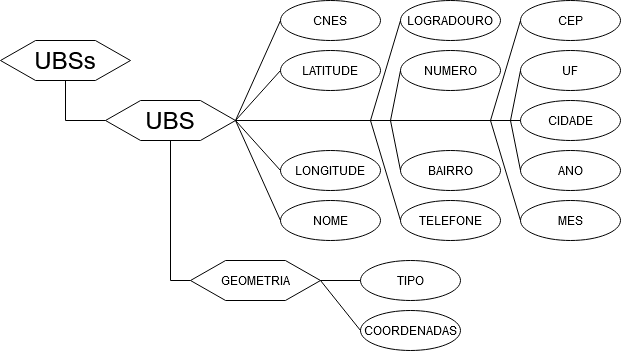 CNES
LOGRADOURO
CEP
UBSs
LATITUDE
NUMERO
UF
UBS
CIDADE
LONGITUDE
BAIRRO
ANO
NOME
TELEFONE
MES
GEOMETRIA
TIPO
COORDENADAS